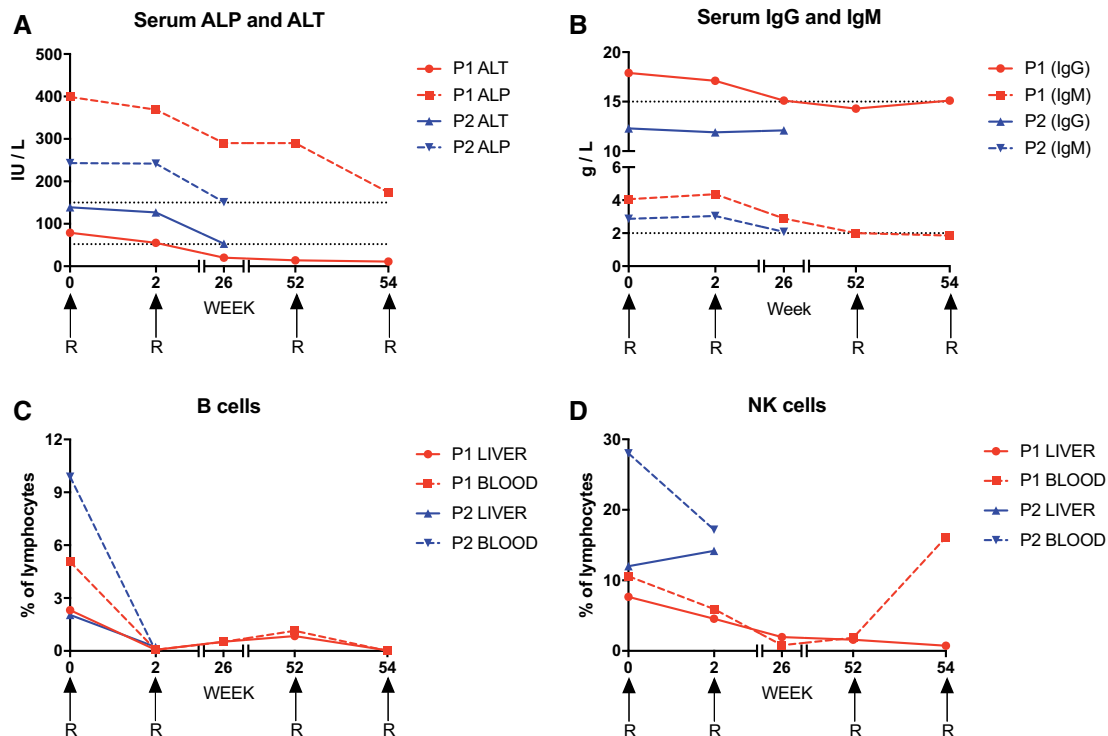 A
Serum ALP and ALT
IU / L
500
400
300
200
100
0
0 2 26 52 54
WEEK
R R R R
P1 ALT
P1 ALP
P2 ALT
P2 ALP
B
Serum IgG and IgM
g / L
20
15
10
6
4
2
0
0 2 26 52 54
Week
R R R R
P1 (IgG)
P1 (IgM)
P2 (IgG)
P2 (IgM)
C
B cells
% of lymphocytes
12
9
6
3
0
0 2 26 52 54
WEEK
R R R R
P1 LIVER
P1 BLOOD
P2 LIVER
P2 BLOOD
D
NK cells
% of lymphocytes
30
20
10
0
0 2 26 52 54
WEEK
R R R R
P1 LIVER
P1 BLOOD
P2 LIVER
P2 BLOOD